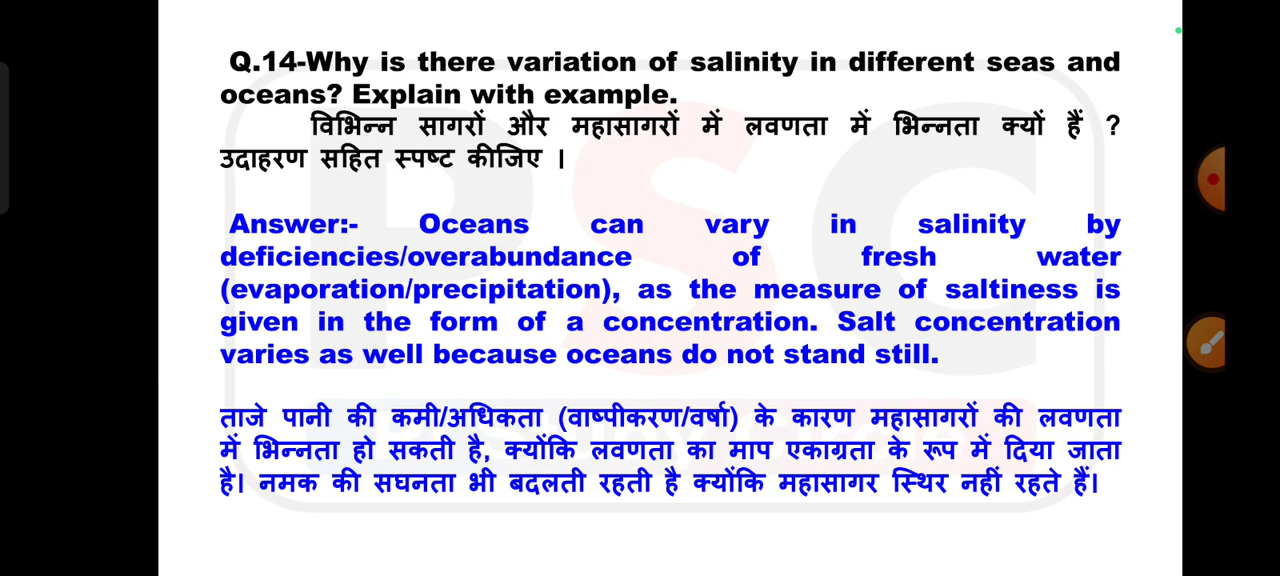 Q.14-Why is there variation of salinity in different seas and
oceans? Explain with example.
विभिन्न सागरों और महासागरों में लवणता में भिन्नता क्यों हैं ?
उदाहरण सहित स्पष्ट कीजिए ।
Answer:- Oceans can vary in salinity by
deficiencies/overabundance of fresh water
(evaporation/precipitation), as the measure of saltiness is
given in the form of a concentration. Salt concentration
varies as well because oceans do not stand still.
ताजे पानी की कमी/अधिकता (वाष्पीकरण/वर्षा) के कारण महासागरों की लवणता
में भिन्नता हो सकती है, क्योंकि लवणता का माप एकाग्रता के रूप में दिया जाता
है। नमक की सघनता भी बदलती रहती है क्योंकि महासागर स्थिर नहीं रहते हैं।
PSC